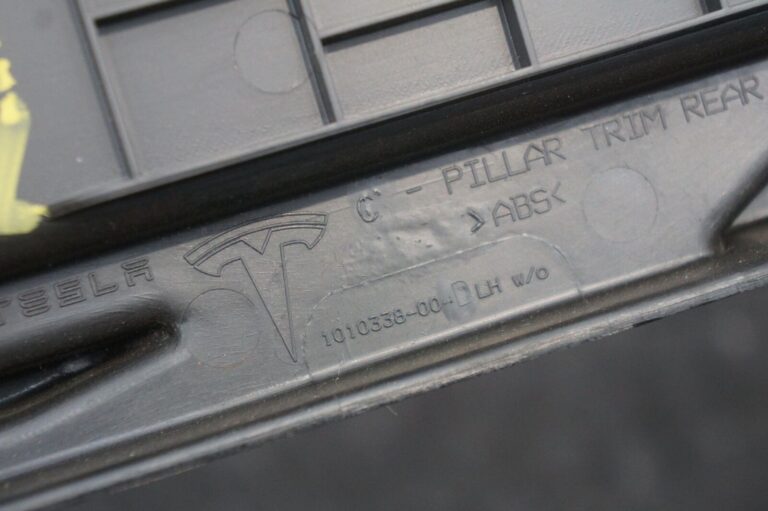 C - PILLAR TRIM REAR
>ABS<
TESLA
1010338-00-D LH w/o